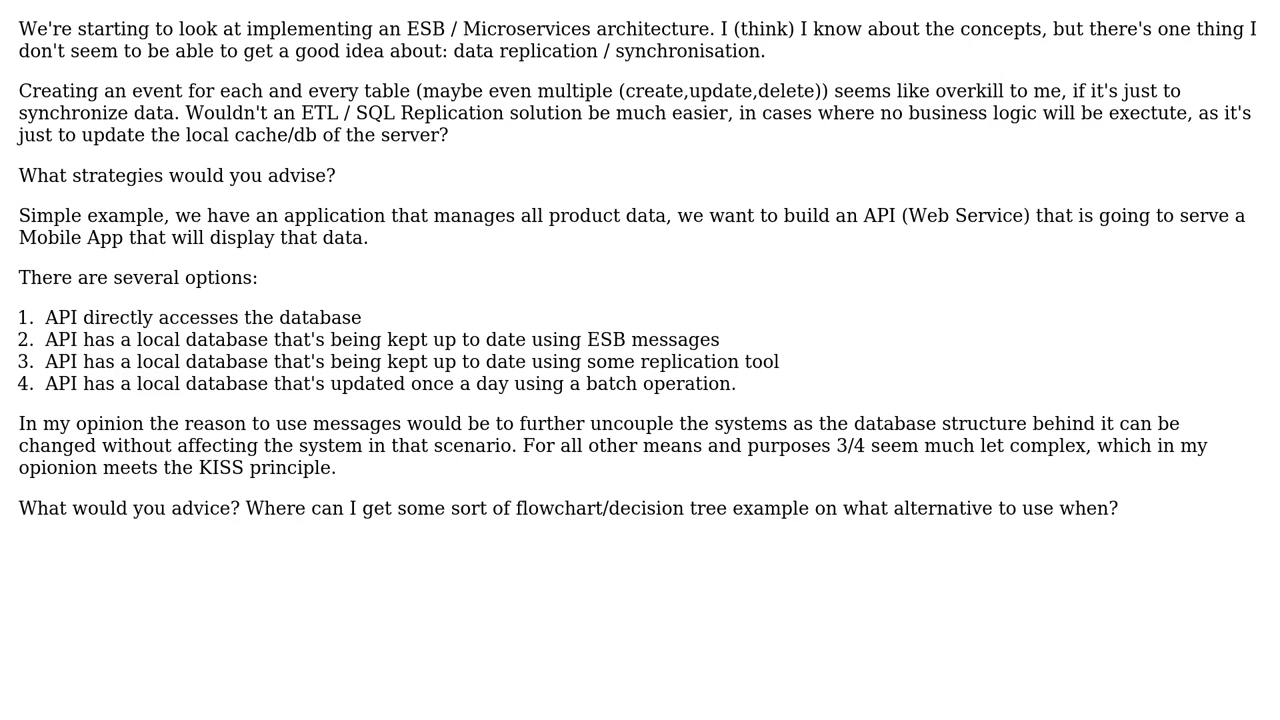 We're starting to look at implementing an ESB / Microservices architecture. I (think) I know about the concepts, but there's one thing I
don't seem to be able to get a good idea about: data replication / synchronisation.
Creating an event for each and every table (maybe even multiple (create,update,delete)) seems like overkill to me, if it's just to
synchronize data. Wouldn't an ETL / SQL Replication solution be much easier, in cases where no business logic will be exectute, as it's
just to update the local cache/db of the server?
What strategies would you advise?
Simple example, we have an application that manages all product data, we want to build an API (Web Service) that is going to serve a
Mobile App that will display that data.
There are several options:
1. API directly accesses the database
2. API has a local database that's being kept up to date using ESB messages
3. API has a local database that's being kept up to date using some replication tool
4. API has a local database that's updated once a day using a batch operation.
In my opinion the reason to use messages would be to further uncouple the systems as the database structure behind it can be
changed without affecting the system in that scenario. For all other means and purposes 3/4 seem much let complex, which in my
opionion meets the KISS principle.
What would you advice? Where can I get some sort of flowchart/decision tree example on what alternative to use when?